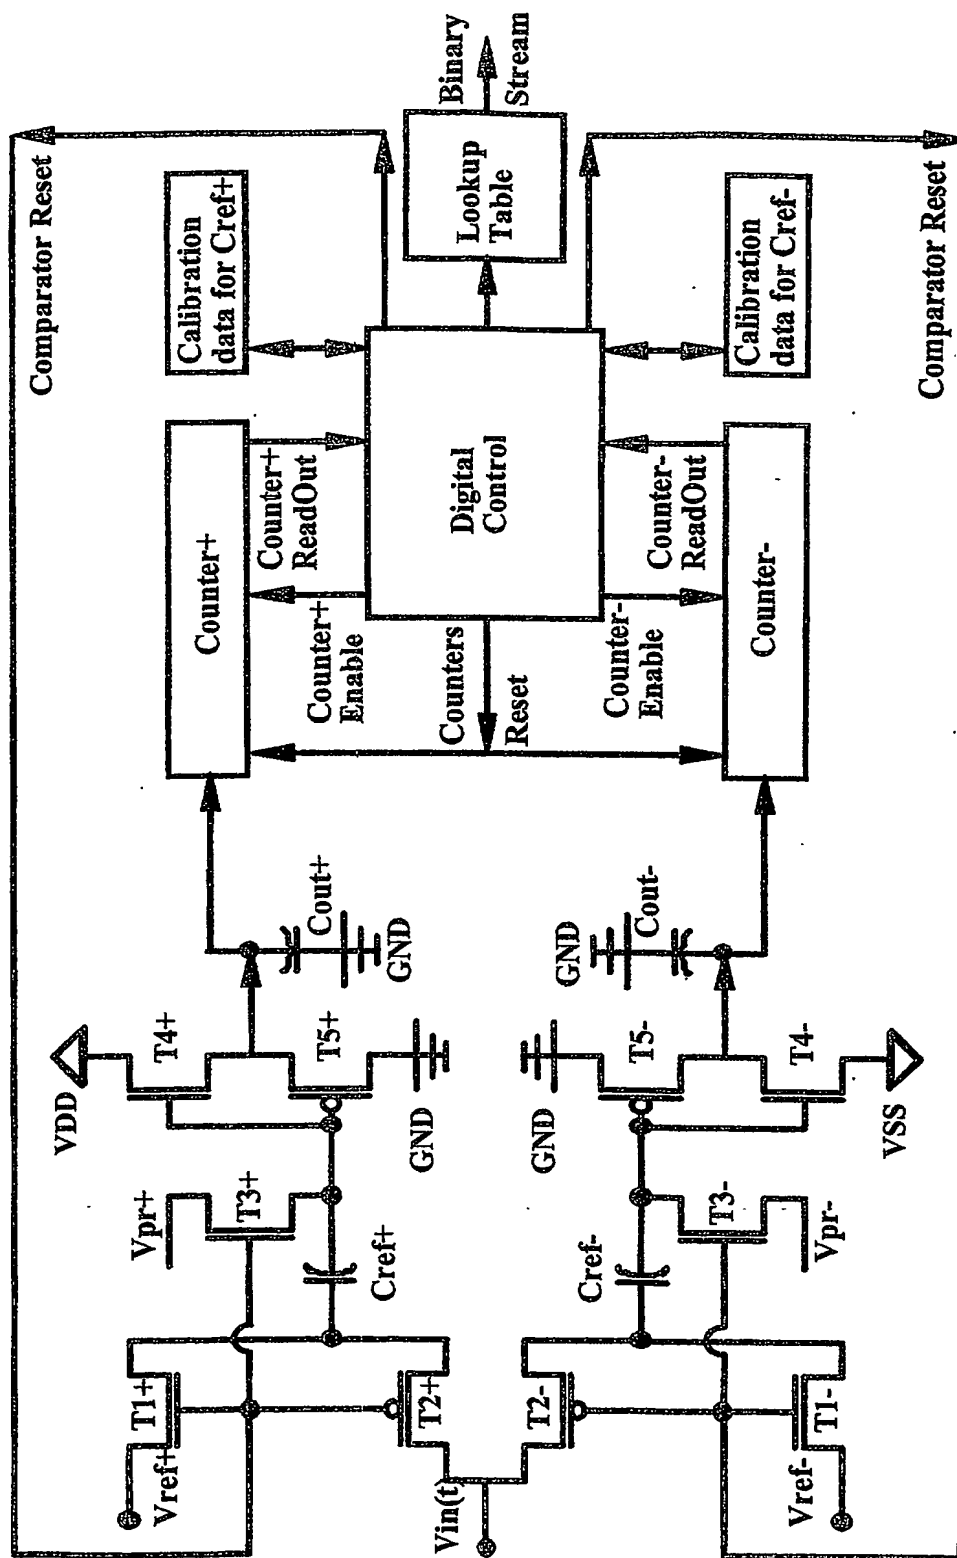 Comparator Reset
Calibration
data for Cref+
Binary
Stream
Lookup
Table
Calibration
data for Cref-
Comparator Reset
Counter+
Counter+
ReadOut
Counter+
Enable
Digital
Control
Counters
Reset
Counter-
ReadOut
Counter-
Enable
Counter-
Cout+
GND
GND
Cout-
VDD
T4+
T5+
GND
GND
T5-
T4-
VSS
Vpr+
T3+
Cref+
Cref-
T3-
Vpr-
T1+
Vref+
T2+
Vin(t)
T2-
T1-
Vref-